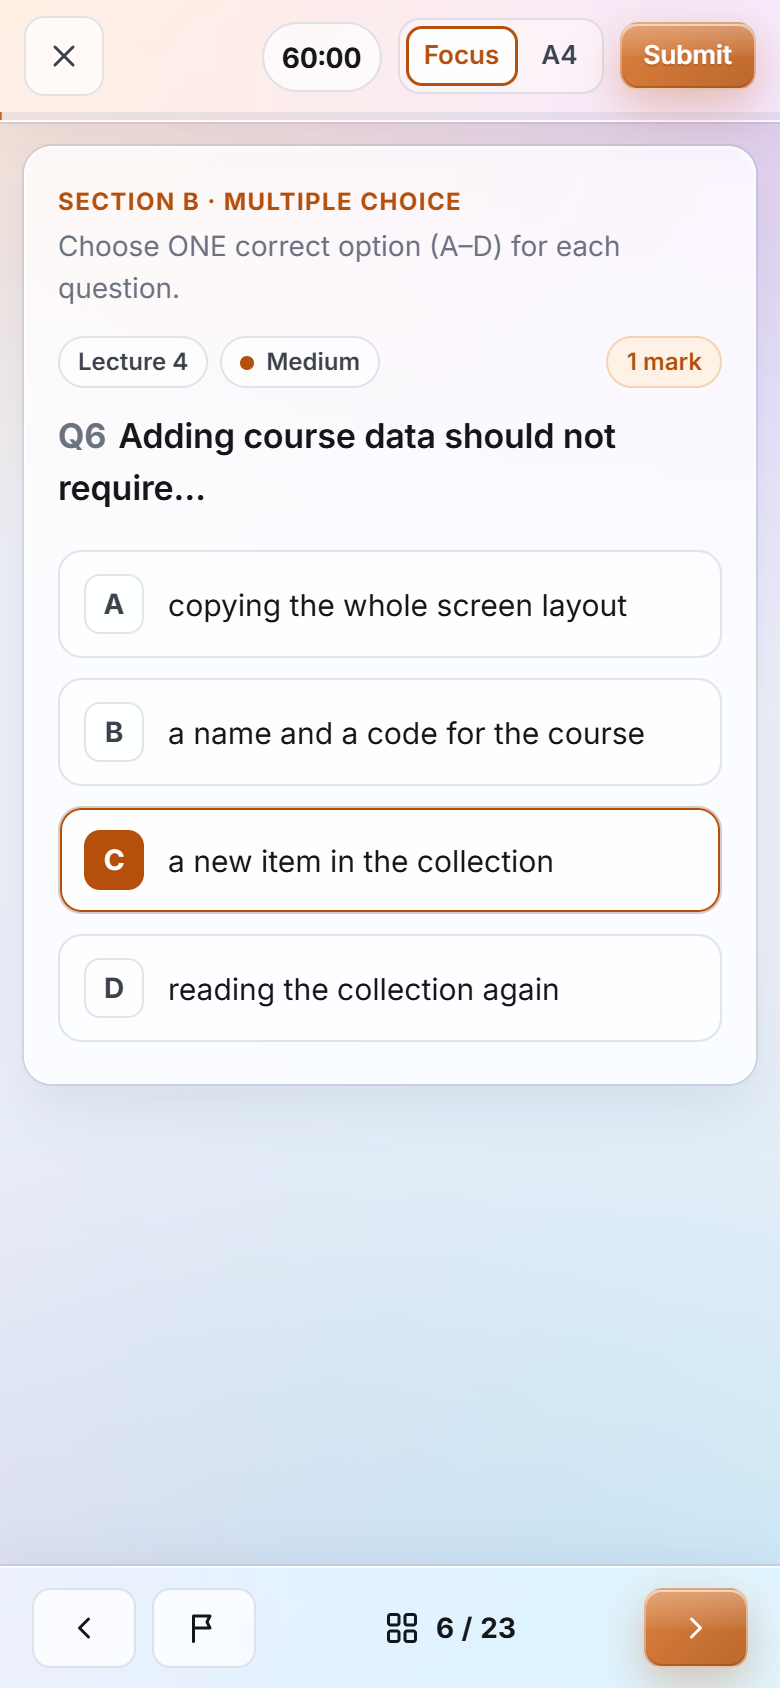 60:00
Focus
A4
Submit
SECTION B · MULTIPLE CHOICE
Choose ONE correct option (A–D) for each
question.
Lecture 4
Medium
1 mark
Q6 Adding course data should not
require...
A copying the whole screen layout
B a name and a code for the course
C a new item in the collection
D reading the collection again
6 / 23